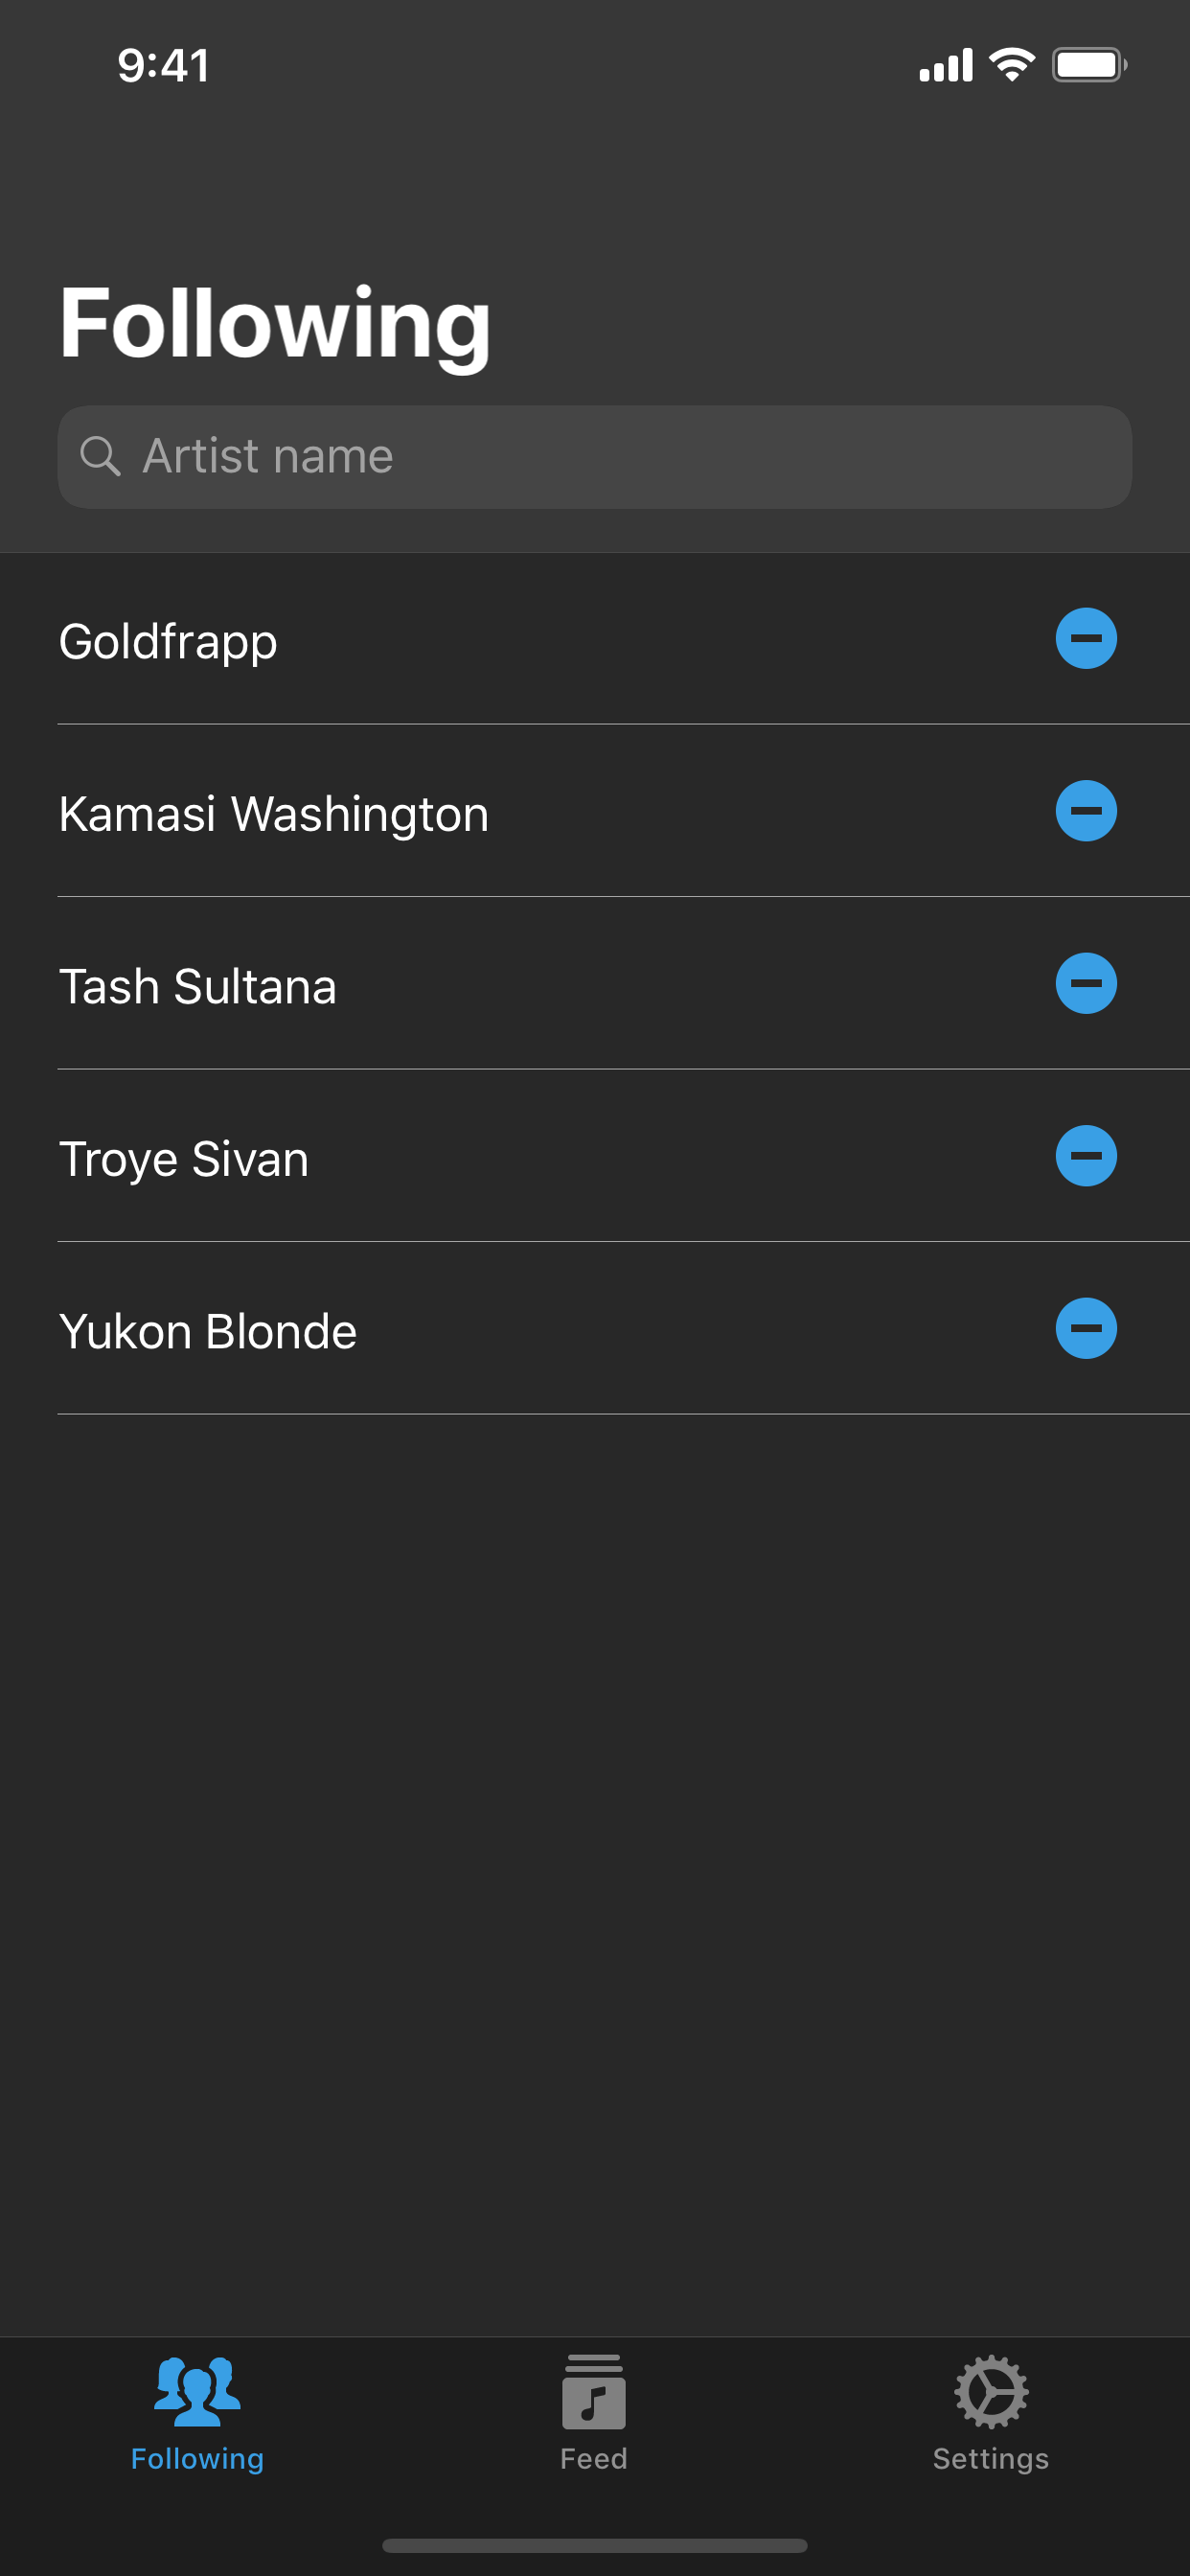 9:41
Following
Artist name
Goldfrapp
Kamasi Washington
Tash Sultana
Troye Sivan
Yukon Blonde
Following
Feed
Settings